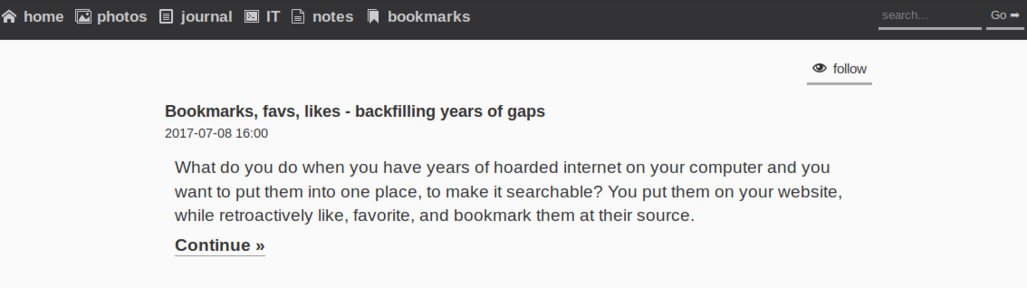 home photos journal IT notes bookmarks search... Go ➡
follow
Bookmarks, favs, likes - backfilling years of gaps
2017-07-08 16:00
What do you do when you have years of hoarded internet on your computer and you
want to put them into one place, to make it searchable? You put them on your website,
while retroactively like, favorite, and bookmark them at their source.
Continue »